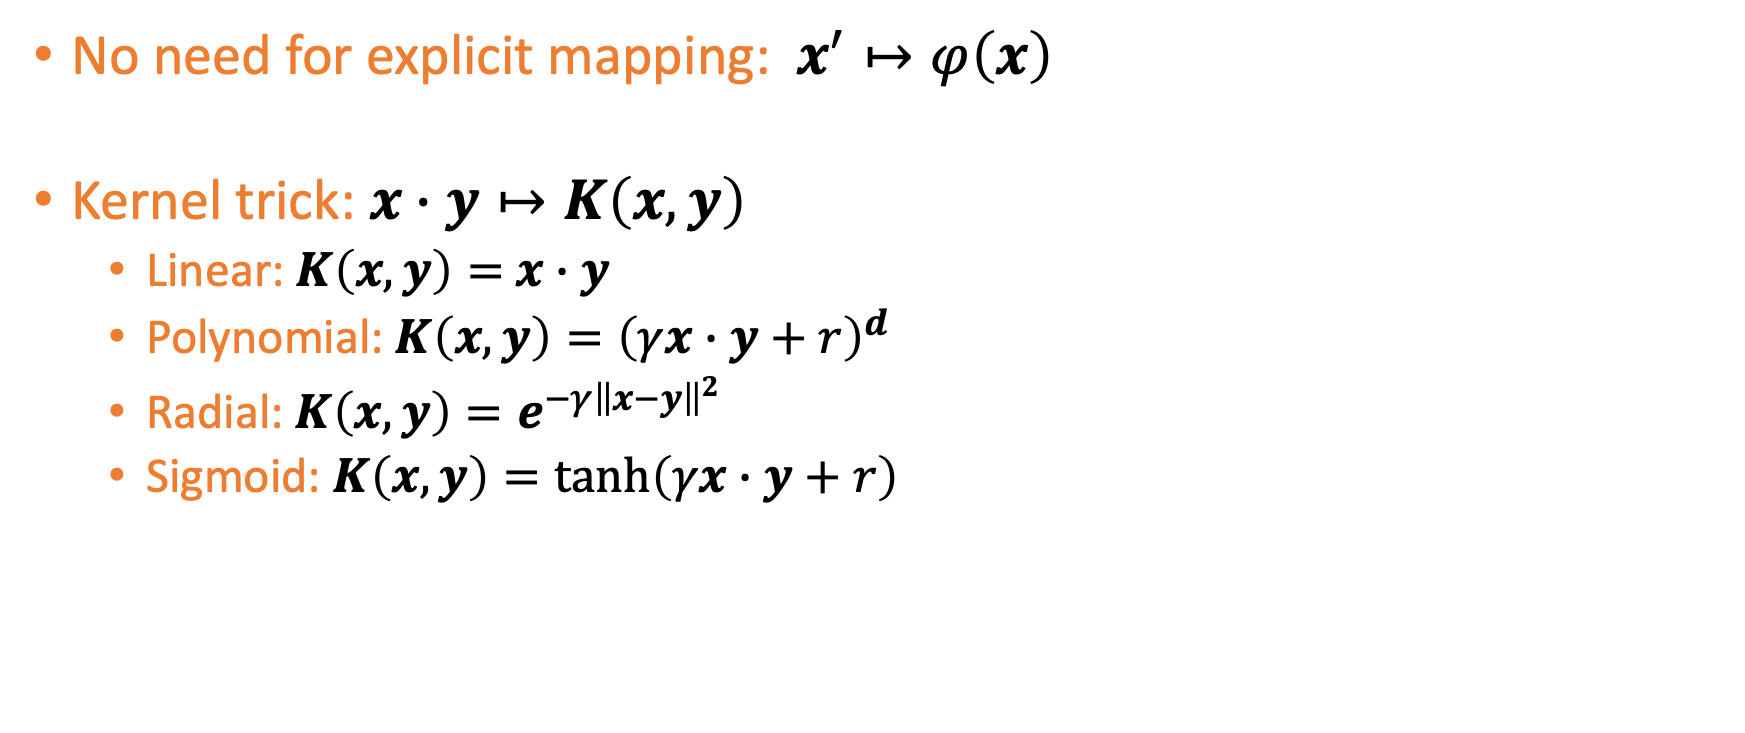 • No need for explicit mapping: x′ ↦ φ(x)
• Kernel trick: x · y ↦ K(x, y)
• Linear: K(x, y) = x · y
• Polynomial: K(x, y) = (γx · y + r)^d
• Radial: K(x, y) = e^{−γ‖x−y‖²}
• Sigmoid: K(x, y) = tanh(γx · y + r)